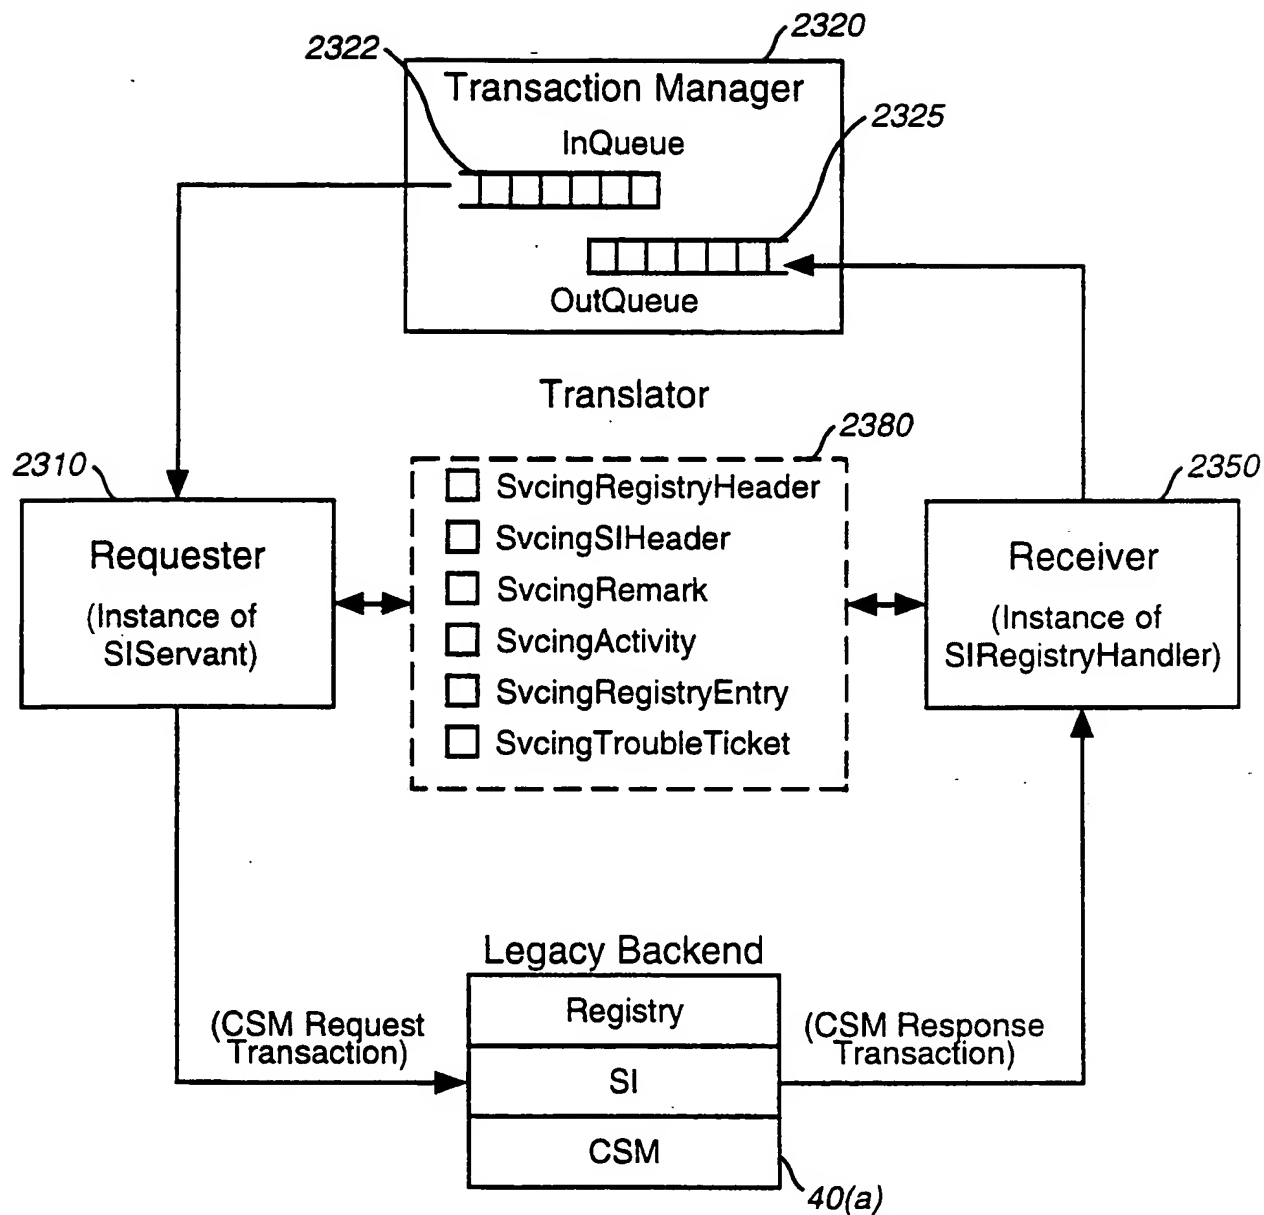 2320
2322
Transaction Manager
2325
InQueue
OutQueue
Translator
2380
2310
2350
SvcingRegistryHeader
SvcingSIHeader
SvcingRemark
SvcingActivity
SvcingRegistryEntry
SvcingTroubleTicket
Requester
(Instance of
SIServant)
Receiver
(Instance of
SIRegistryHandler)
Legacy Backend
Registry
SI
CSM
(CSM Request
Transaction)
(CSM Response
Transaction)
40(a)